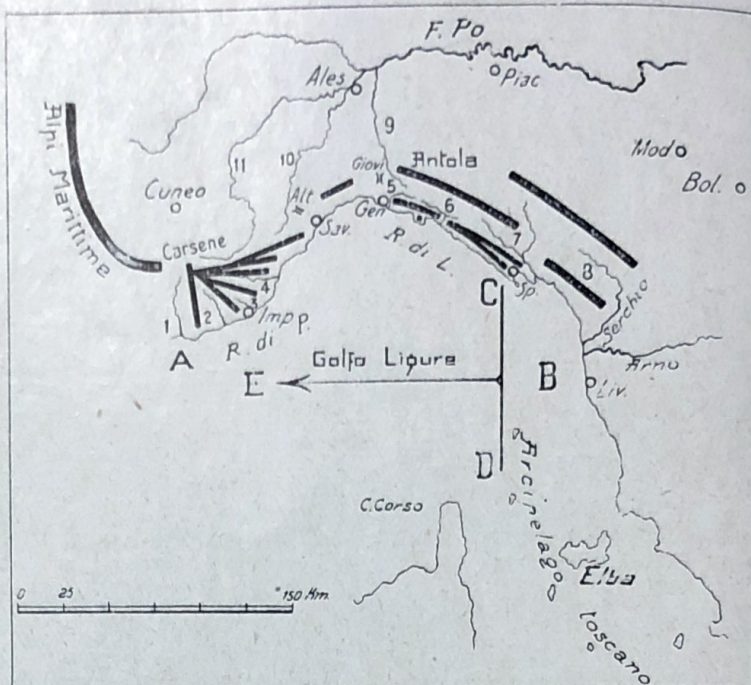 F. Po
Ales
Piac
Alpi Marittime
9
11
10
Giovi
Antola
Mod
Bol.
Cuneo
Alt
5
Gen
6
Sav.
R. di L.
7
8
Carsene
C
Sp.
Serchio
4
3
Imp
P.
2
1
A
R. di
E
Golfo Ligure
B
Arno
Liv.
D
Arcipelago
C. Corso
Elba
0 25 150 Km.
toscano